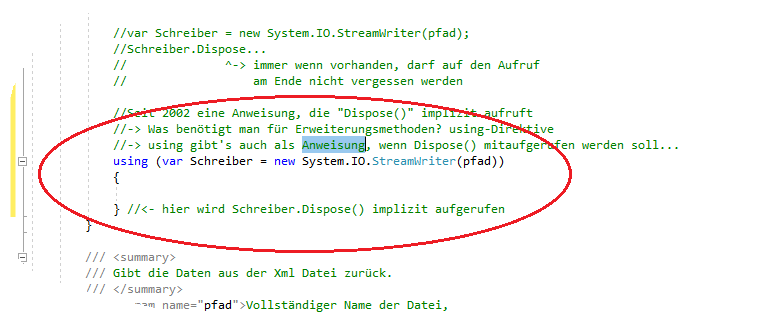 //var Schreiber = new System.IO.StreamWriter(pfad);
//Schreiber.Dispose...
// ^-> immer wenn vorhanden, darf auf den Aufruf
// am Ende nicht vergessen werden
//Seit 2002 eine Anweisung, die "Dispose()" implizit aufruft
//-> Was benötigt man für Erweiterungsmethoden? using-Direktive
//-> using gibt's auch als Anweisung, wenn Dispose() mitaufgerufen werden soll...
using (var Schreiber = new System.IO.StreamWriter(pfad))
{
} //<- hier wird Schreiber.Dispose() implizit aufgerufen
}
/// <summary>
/// Gibt die Daten aus der Xml Datei zurück.
/// </summary>
name="pfad">Vollständiger Name der Datei,